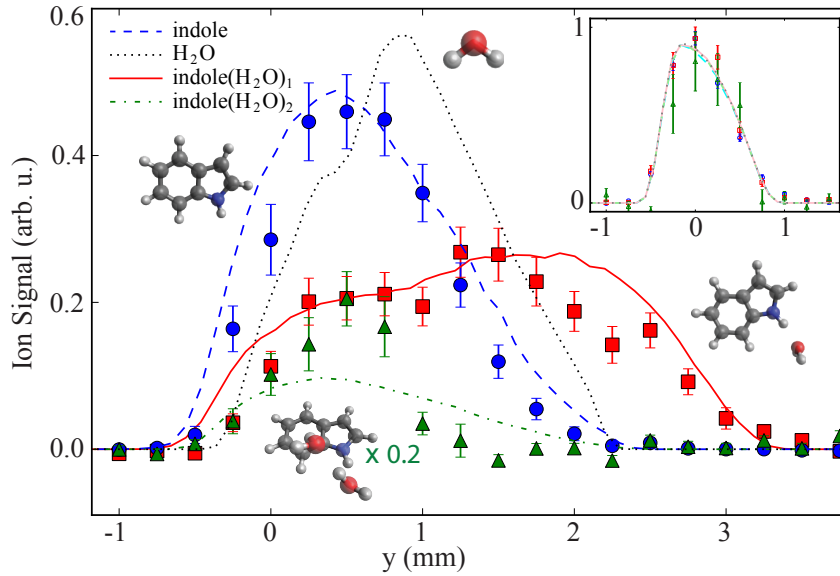 0.6
0.4
0.2
0.0
Ion Signal (arb. u.)
indole
H₂O
indole(H₂O)₁
indole(H₂O)₂
1
0
-1
0
1
x 0.2
-1
0
1
2
3
y (mm)